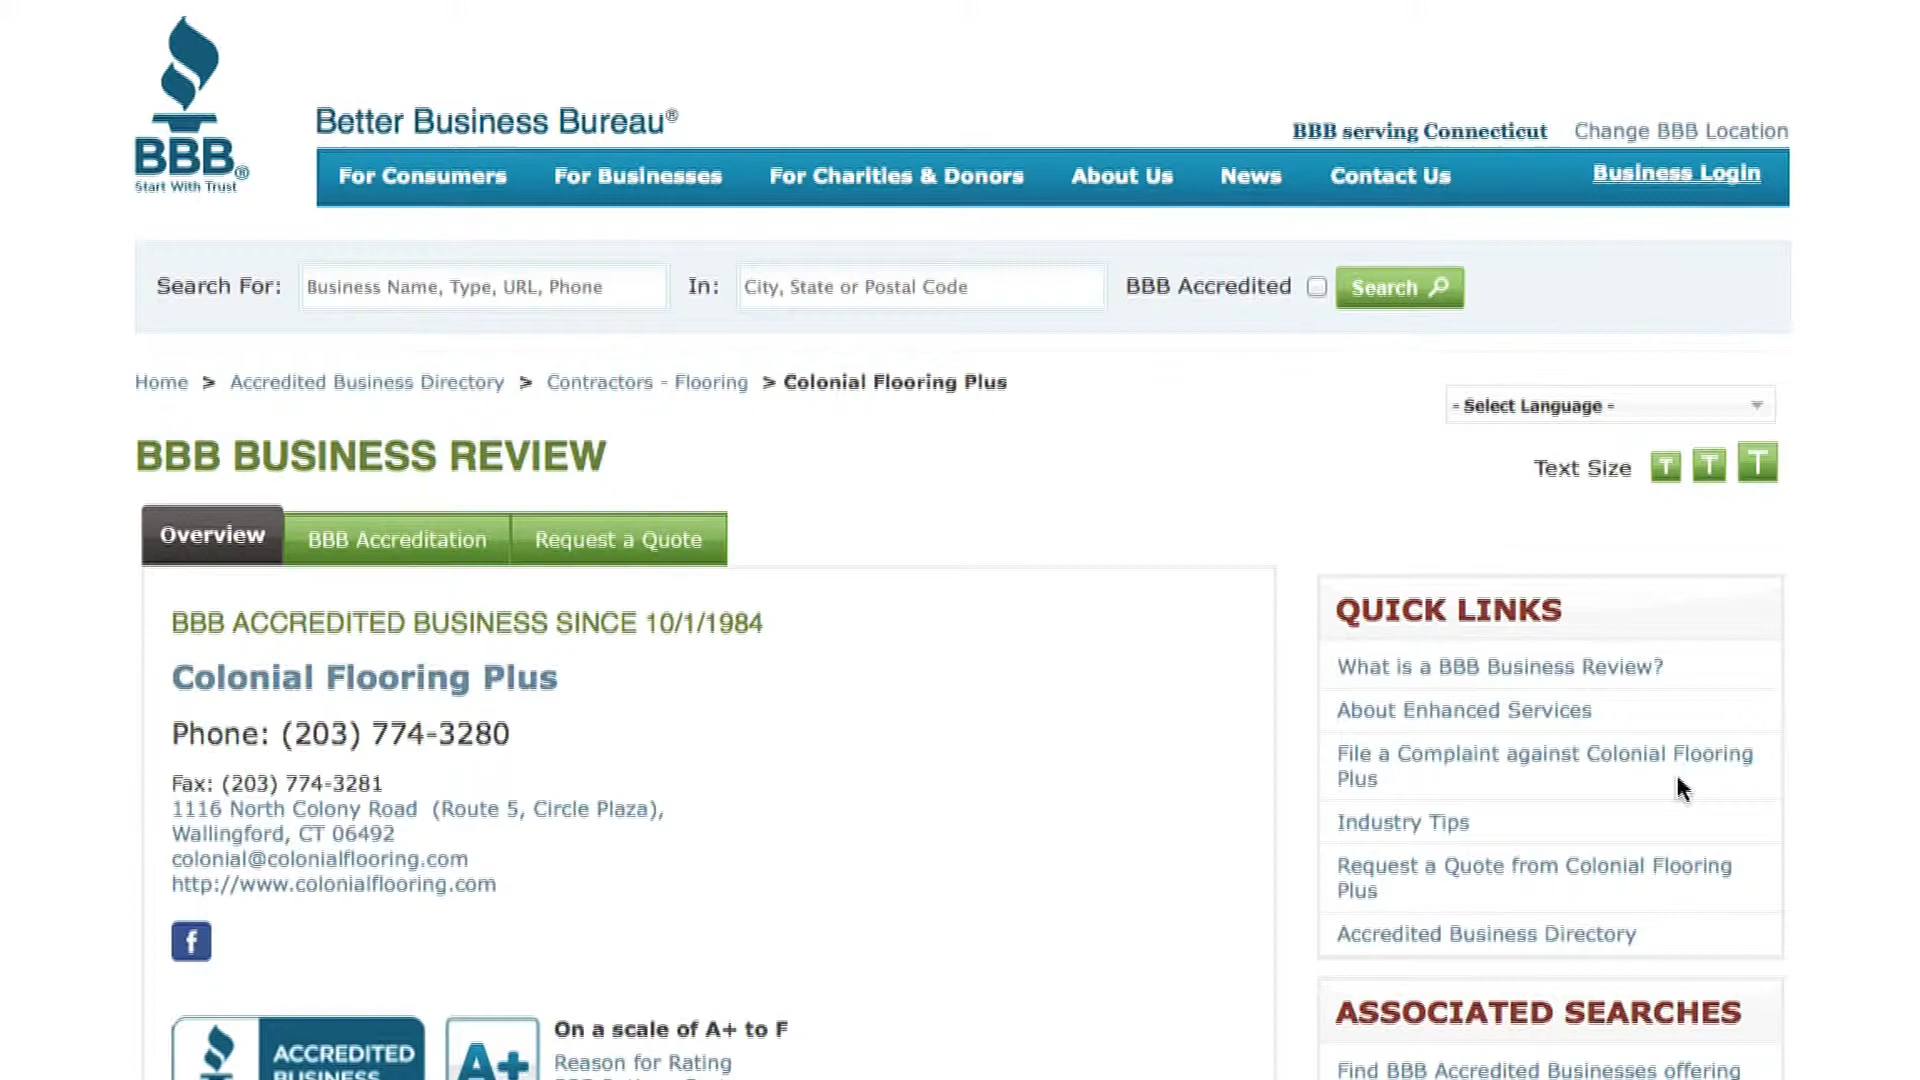 BBB®
Start With Trust
Better Business Bureau®
BBB serving Connecticut Change BBB Location
For Consumers For Businesses For Charities & Donors About Us News Contact Us Business Login
Search For: Business Name, Type, URL, Phone In: City, State or Postal Code BBB Accredited Search
Home > Accredited Business Directory > Contractors - Flooring > Colonial Flooring Plus
- Select Language -
BBB BUSINESS REVIEW
Text Size T T T
Overview BBB Accreditation Request a Quote
BBB ACCREDITED BUSINESS SINCE 10/1/1984
Colonial Flooring Plus
Phone: (203) 774-3280
Fax: (203) 774-3281
1116 North Colony Road (Route 5, Circle Plaza),
Wallingford, CT 06492
colonial@colonialflooring.com
http://www.colonialflooring.com
f
ACCREDITED
BUSINESS
A+
On a scale of A+ to F
Reason for Rating
QUICK LINKS
What is a BBB Business Review?
About Enhanced Services
File a Complaint against Colonial Flooring
Plus
Industry Tips
Request a Quote from Colonial Flooring
Plus
Accredited Business Directory
ASSOCIATED SEARCHES
Find BBB Accredited Businesses offering